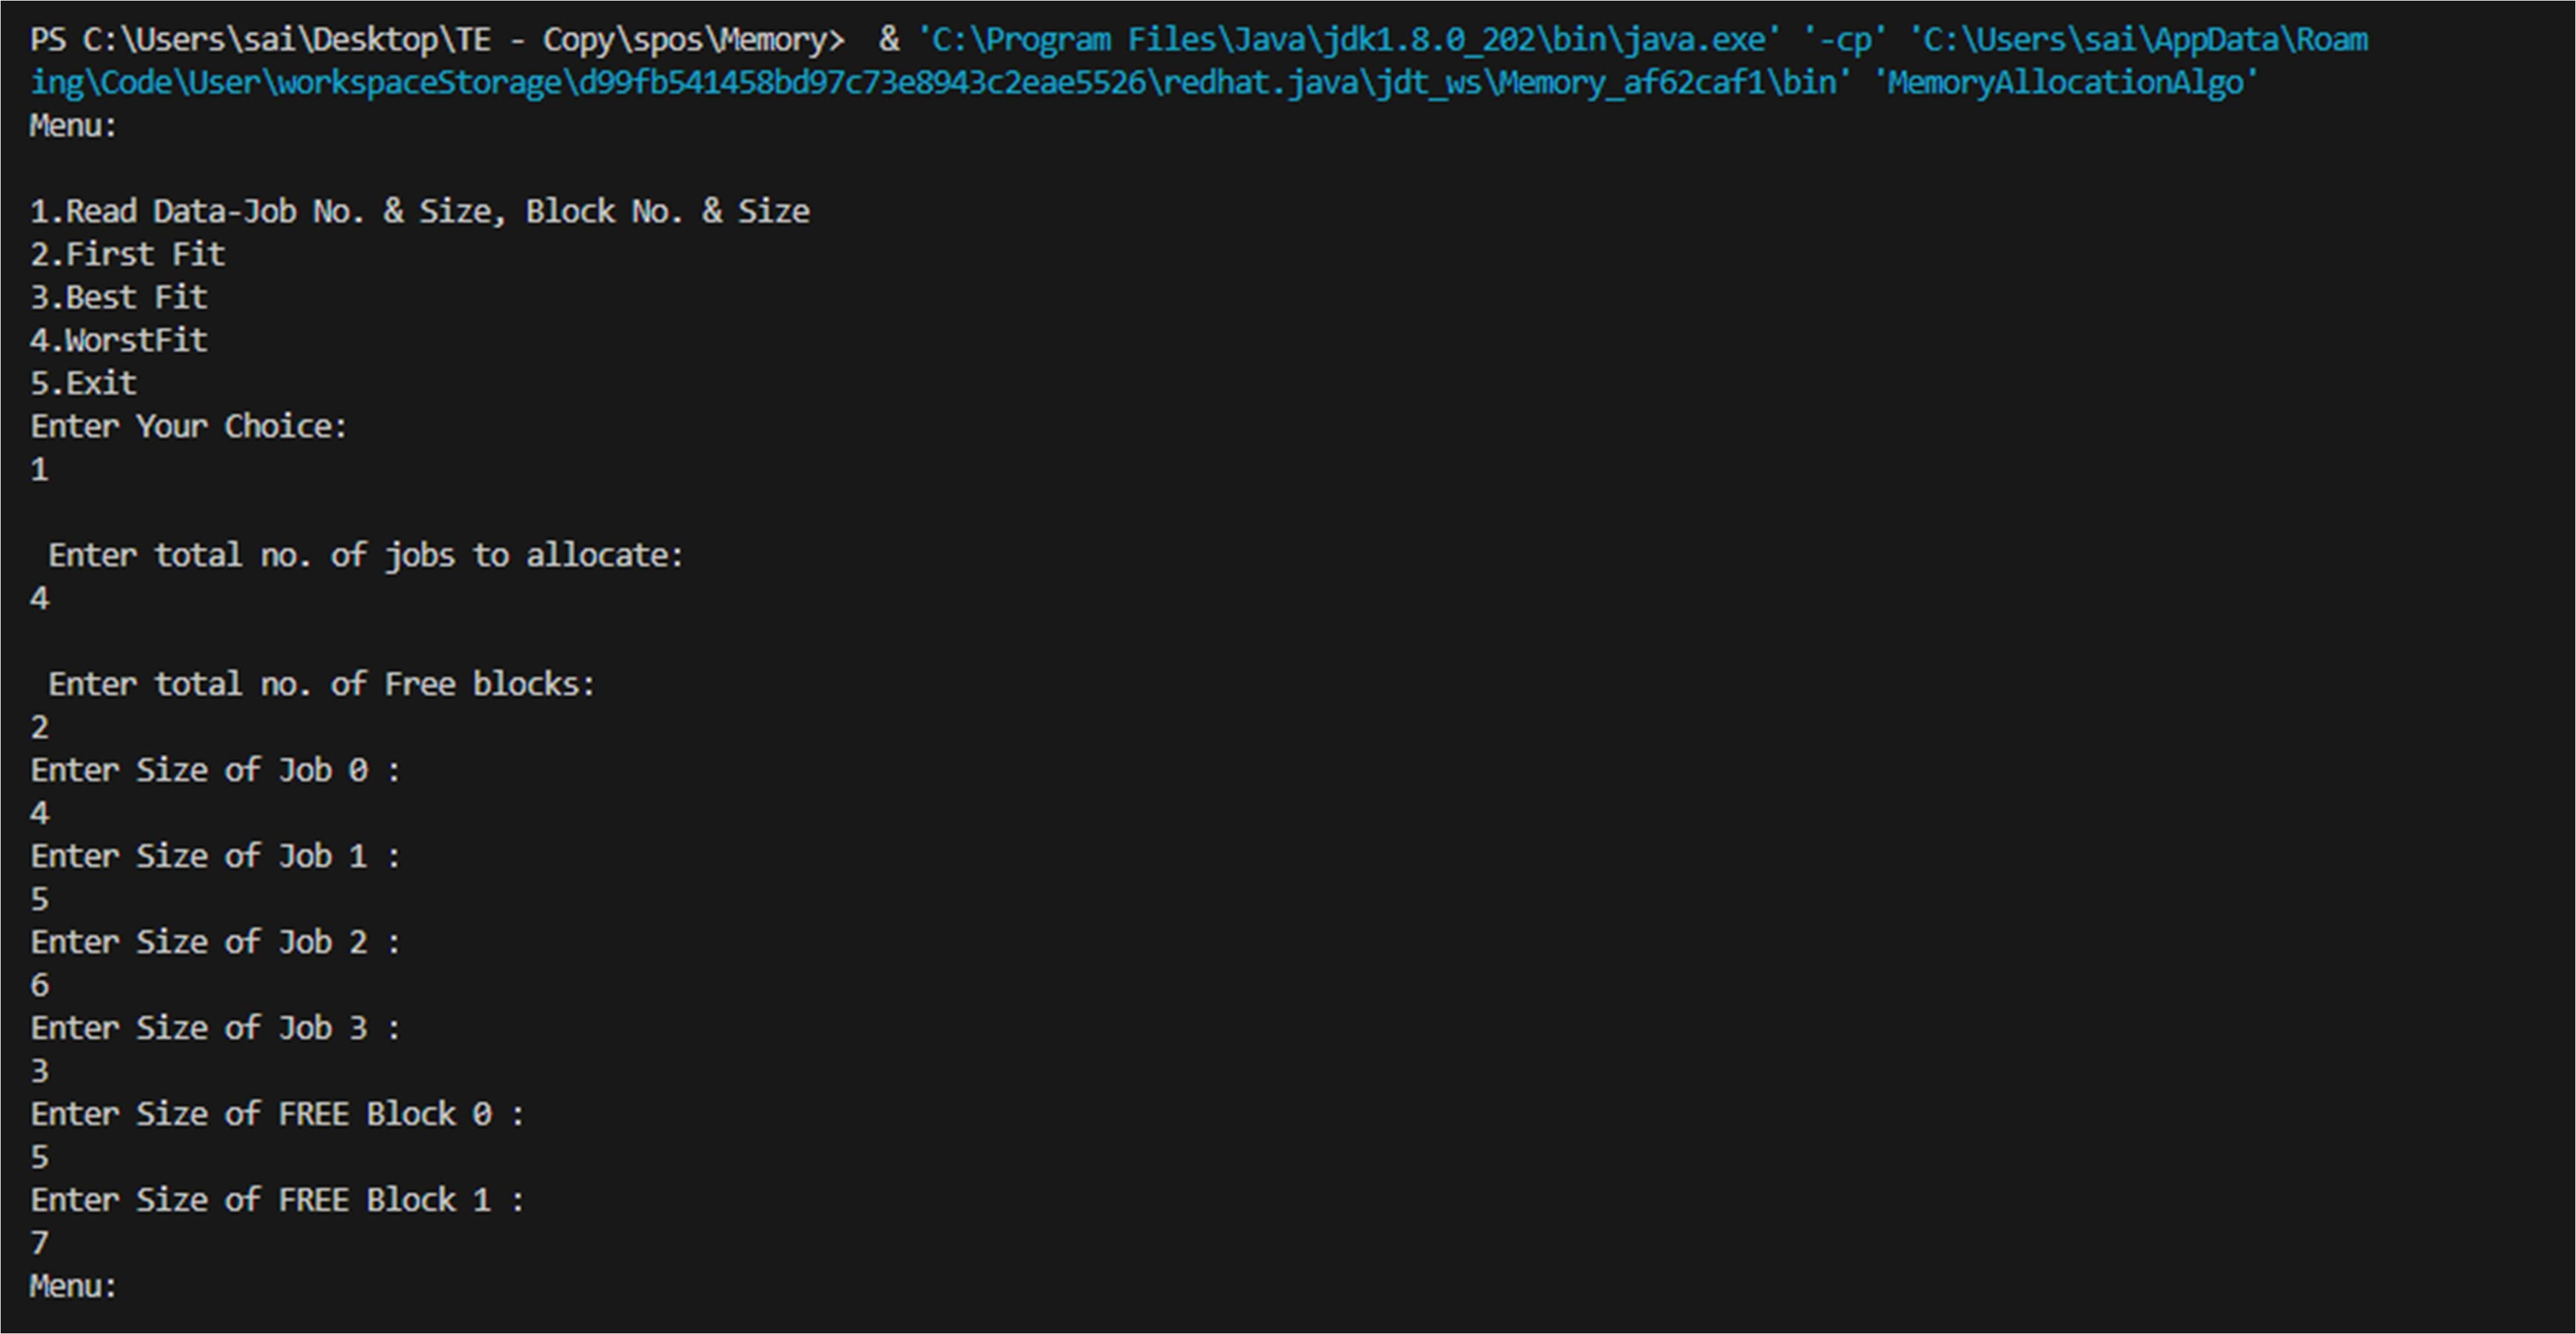 PS C:\Users\sai\Desktop\TE - Copy\spos\Memory>  & 'C:\Program Files\Java\jdk1.8.0_202\bin\java.exe' '-cp' 'C:\Users\sai\AppData\Roam
ing\Code\User\workspaceStorage\d99fb541458bd97c73e8943c2eae5526\redhat.java\jdt_ws\Memory_af62caf1\bin' 'MemoryAllocationAlgo'
Menu:
1.Read Data-Job No. & Size, Block No. & Size
2.First Fit
3.Best Fit
4.WorstFit
5.Exit
Enter Your Choice:
1
Enter total no. of jobs to allocate:
4
Enter total no. of Free blocks:
2
Enter Size of Job 0 :
4
Enter Size of Job 1 :
5
Enter Size of Job 2 :
6
Enter Size of Job 3 :
3
Enter Size of FREE Block 0 :
5
Enter Size of FREE Block 1 :
7
Menu: